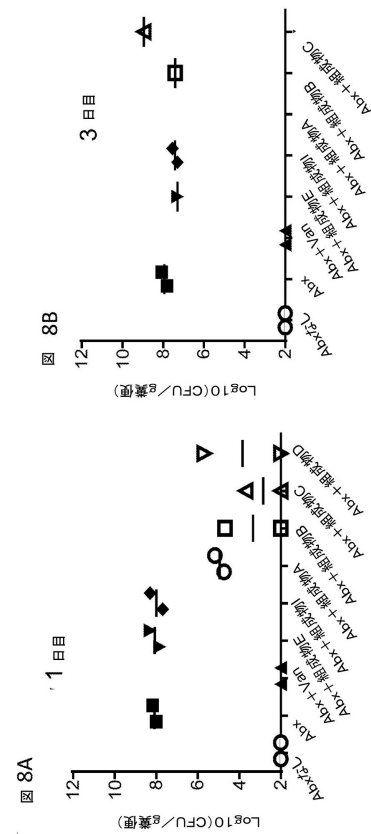 図 8A
1 日目
Log10(CFU/g糞便)
12
10
8
6
4
2
Abxなし
Abx
Abx+Van
Abx+組成物E
Abx+組成物I
Abx+組成物A
Abx+組成物B
Abx+組成物C
Abx+組成物D
図 8B
3 日目
Log10(CFU/g糞便)
12
10
8
6
4
2
Abxなし
Abx
Abx+Van
Abx+組成物E
Abx+組成物I
Abx+組成物A
Abx+組成物B
Abx+組成物C